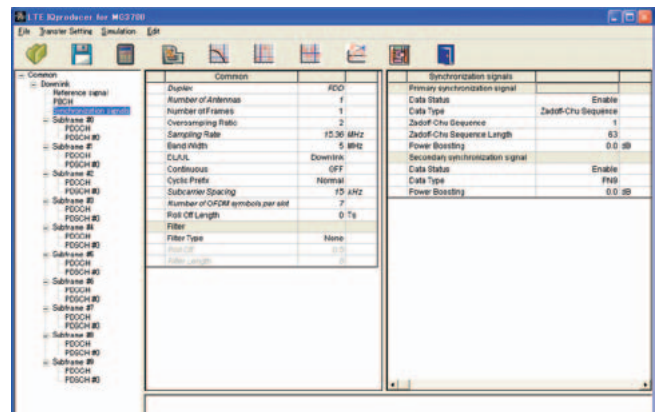 LTE IQproducer for MG3700
File Transfer Setting Simulation Edit
Common
Downlink
Reference signal
PBCH
Synchronization signals
Subframe #0
PDCCH
PDSCH #0
Subframe #1
PDCCH
PDSCH #0
Subframe #2
PDCCH
PDSCH #0
Subframe #3
PDCCH
PDSCH #0
Subframe #4
PDCCH
PDSCH #0
Subframe #5
PDCCH
PDSCH #0
Subframe #6
PDCCH
PDSCH #0
Subframe #7
PDCCH
PDSCH #0
Subframe #8
PDCCH
PDSCH #0
Subframe #9
PDCCH
PDSCH #0
Common
Duplex FDD
Number of Antennas 1
Number of Frames 1
Oversampling Ratio 2
Sampling Rate 15.36 MHz
Band Width 5 MHz
DL/UL Downlink
Continuous OFF
Cyclic Prefix Normal
Subcarrier Spacing 15 kHz
Number of OFDM symbols per slot 7
Roll Off Length 0 Ts
Filter
Filter Type None
Roll Off
Filter Length
Synchronization signals
Primary synchronization signal
Data Status Enable
Data Type Zadoff-Chu Sequence
Zadoff-Chu Sequence 1
Zadoff-Chu Sequence Length 63
Power Boosting 0.0 dB
Secondary synchronization signal
Data Status Enable
Data Type PN9
Power Boosting 0.0 dB